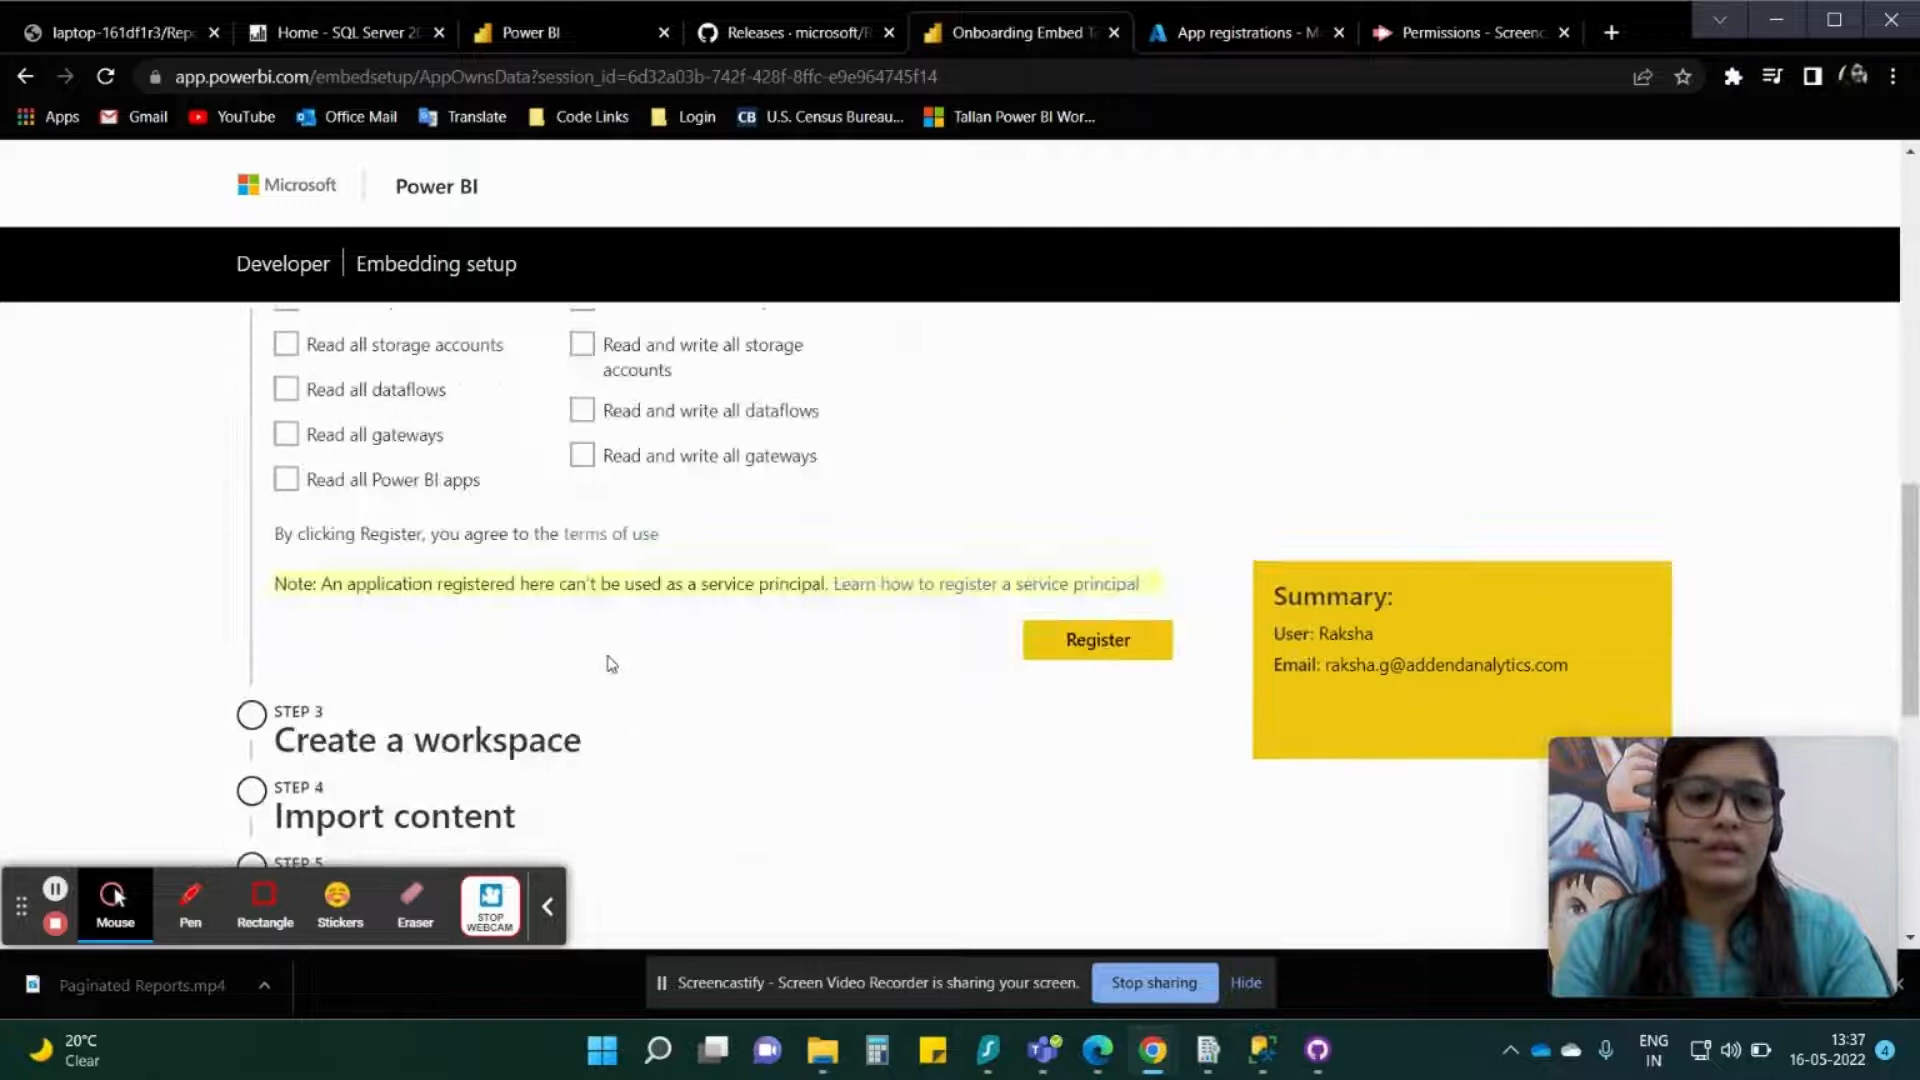 laptop-161df1r3/Rep
Home - SQL Server 2
Power BI
Releases · microsoft/R
Onboarding Embed T
App registrations - M
Permissions - Screenc
app.powerbi.com/embedsetup/AppOwnsData?session_id=6d32a03b-742f-428f-8ffc-e9e964745f14
Apps
Gmail
YouTube
Office Mail
Translate
Code Links
Login
CB
U.S. Census Bureau...
Tallan Power BI Wor...
Microsoft
Power BI
Developer
Embedding setup
Read all storage accounts
Read and write all storage
accounts
Read all dataflows
Read and write all dataflows
Read all gateways
Read and write all gateways
Read all Power BI apps
By clicking Register, you agree to the terms of use
Note: An application registered here can't be used as a service principal. Learn how to register a service principal
Register
Summary:
User: Raksha
Email: raksha.g@addendanalytics.com
STEP 3
Create a workspace
STEP 4
Import content
STEP 5
Mouse
Pen
Rectangle
Stickers
Eraser
STOP
WEBCAM
Paginated Reports.mp4
Screencastify - Screen Video Recorder is sharing your screen.
Stop sharing
Hide
20°C
Clear
ENG
IN
13:37
16-05-2022
4